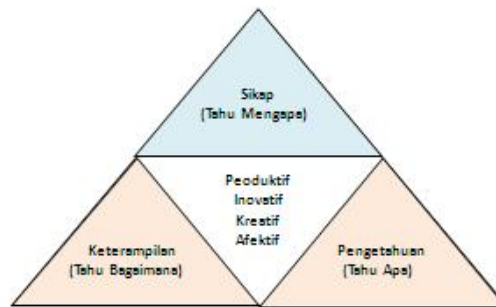 Sikap
(Tahu Mengapa)
Peoduktif
Inovatif
Kreatif
Afektif
Keterampilan
(Tahu Bagaimana)
Pengetahuan
(Tahu Apa)